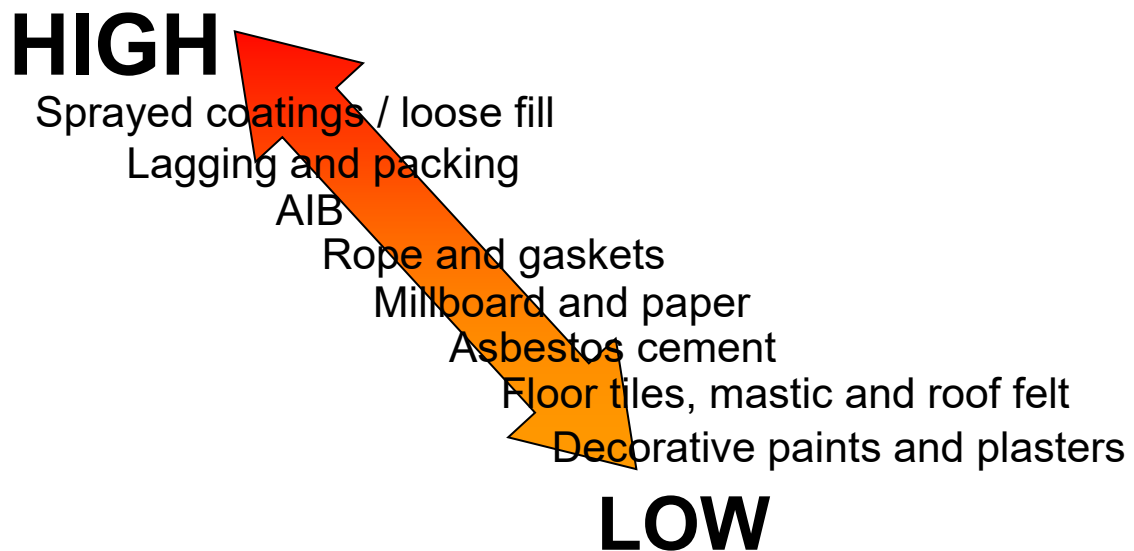 HIGH
Sprayed coatings / loose fill
Lagging and packing
AIB
Rope and gaskets
Millboard and paper
Asbestos cement
Floor tiles, mastic and roof felt
Decorative paints and plasters
LOW